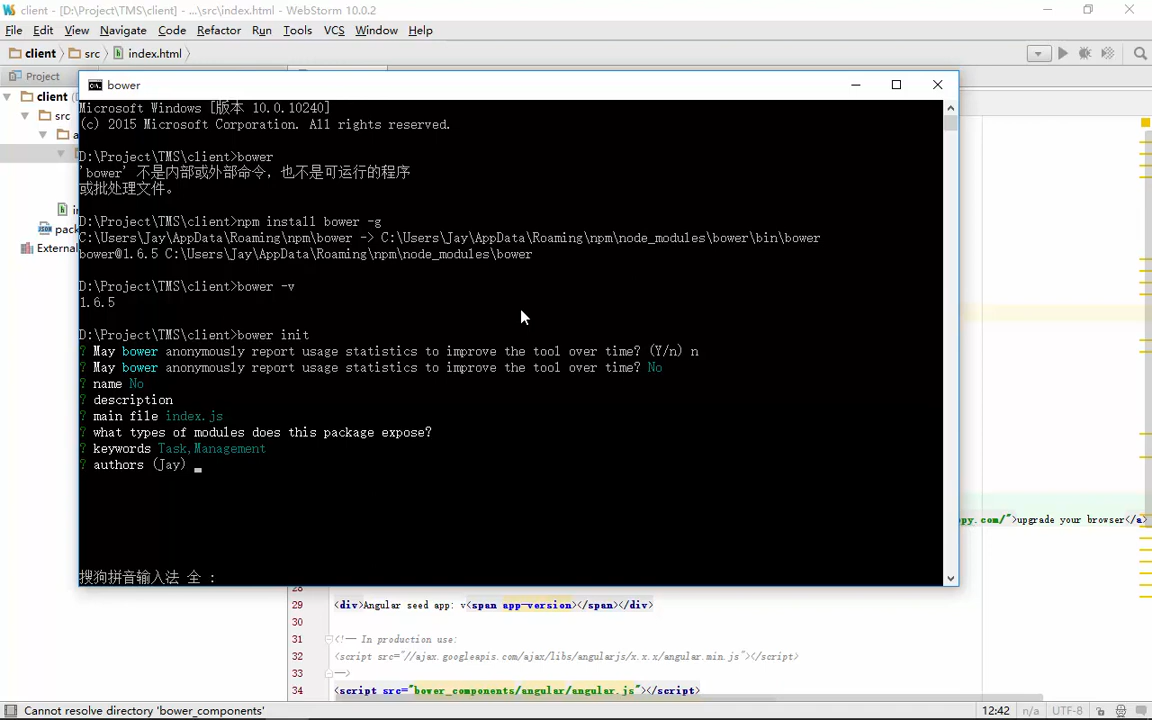 client - [D:\Project\TMS\client] - ...\src\index.html - WebStorm 10.0.2
File Edit View Navigate Code Refactor Run Tools VCS Window Help
client src index.html
Project
bower
client
Microsoft Windows [版本 10.0.10240]
(c) 2015 Microsoft Corporation. All rights reserved.
src
D:\Project\TMS\client>bower
'bower' 不是内部或外部命令，也不是可运行的程序
或批处理文件。
D:\Project\TMS\client>npm install bower -g
C:\Users\Jay\AppData\Roaming\npm\bower -> C:\Users\Jay\AppData\Roaming\npm\node_modules\bower\bin\bower
bower@1.6.5 C:\Users\Jay\AppData\Roaming\npm\node_modules\bower
D:\Project\TMS\client>bower -v
1.6.5
D:\Project\TMS\client>bower init
? May bower anonymously report usage statistics to improve the tool over time? (Y/n) n
? May bower anonymously report usage statistics to improve the tool over time? No
? name No
? description
? main file index.js
? what types of modules does this package expose?
? keywords Task,Management
? authors (Jay)
py.com/">upgrade your browser</a>
搜狗拼音输入法 全 :
28
29 <div>Angular seed app: v<span app-version></span></div>
30
31 <!-- In production use:
32 <script src="//ajax.googleapis.com/ajax/libs/angularjs/x.x.x/angular.min.js"></script>
33 -->
34 <script src="bower_components/angular/angular.js"></script>
Cannot resolve directory 'bower_components' 12:42 n/a UTF-8